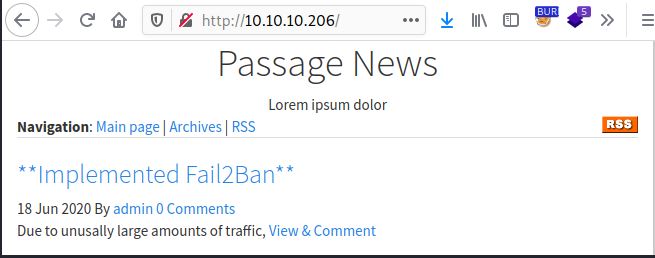 http://10.10.10.206/
BUR
5
Passage News
Lorem ipsum dolor
Navigation: Main page | Archives | RSS
RSS
**Implemented Fail2Ban**
18 Jun 2020 By admin 0 Comments
Due to unusally large amounts of traffic, View & Comment